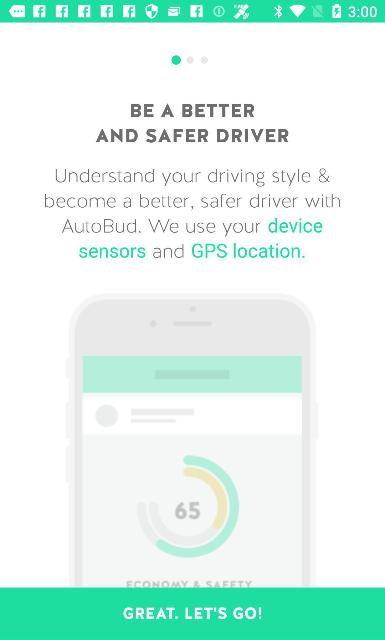 3:00
BE A BETTER
AND SAFER DRIVER
Understand your driving style &
become a better, safer driver with
AutoBud. We use your device
sensors and GPS location.
65
ECONOMY & SAFETY
GREAT. LET'S GO!